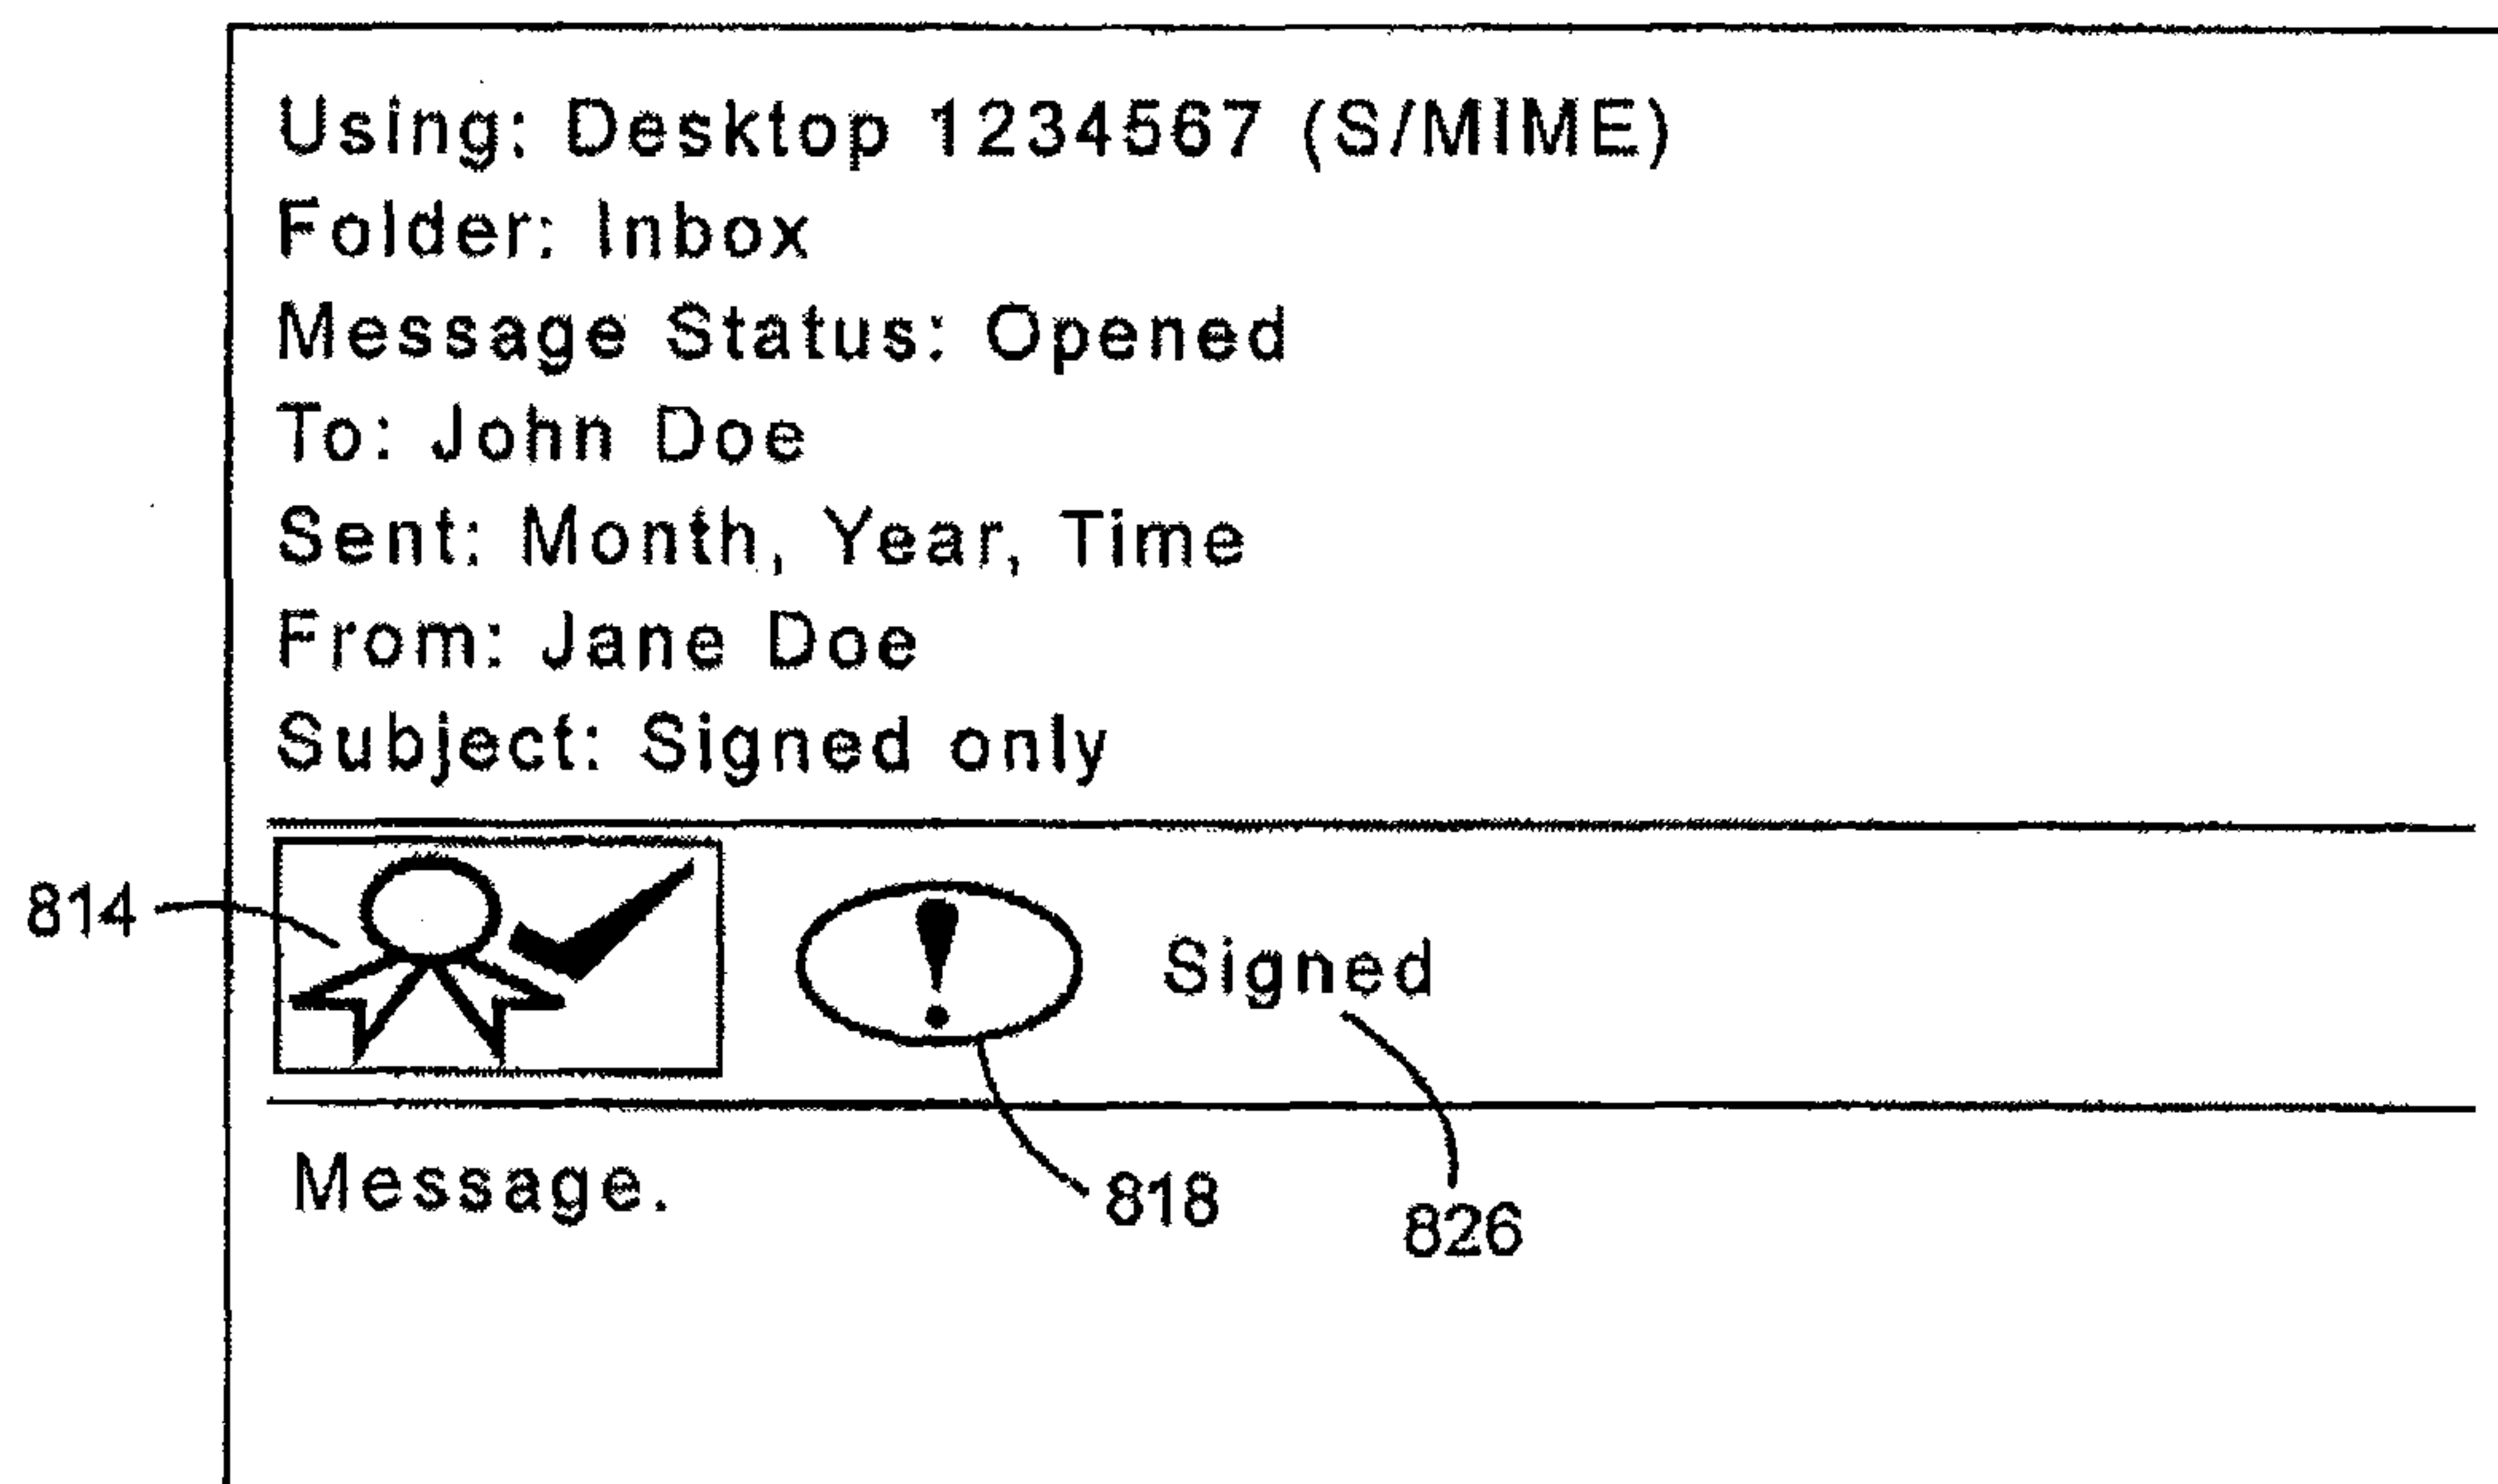 Using: Desktop 1234567 (S/MIME)
Folder: Inbox
Message Status: Opened
To: John Doe
Sent: Month, Year, Time
From: Jane Doe
Subject: Signed only
814
! Signed
Message.
818
826